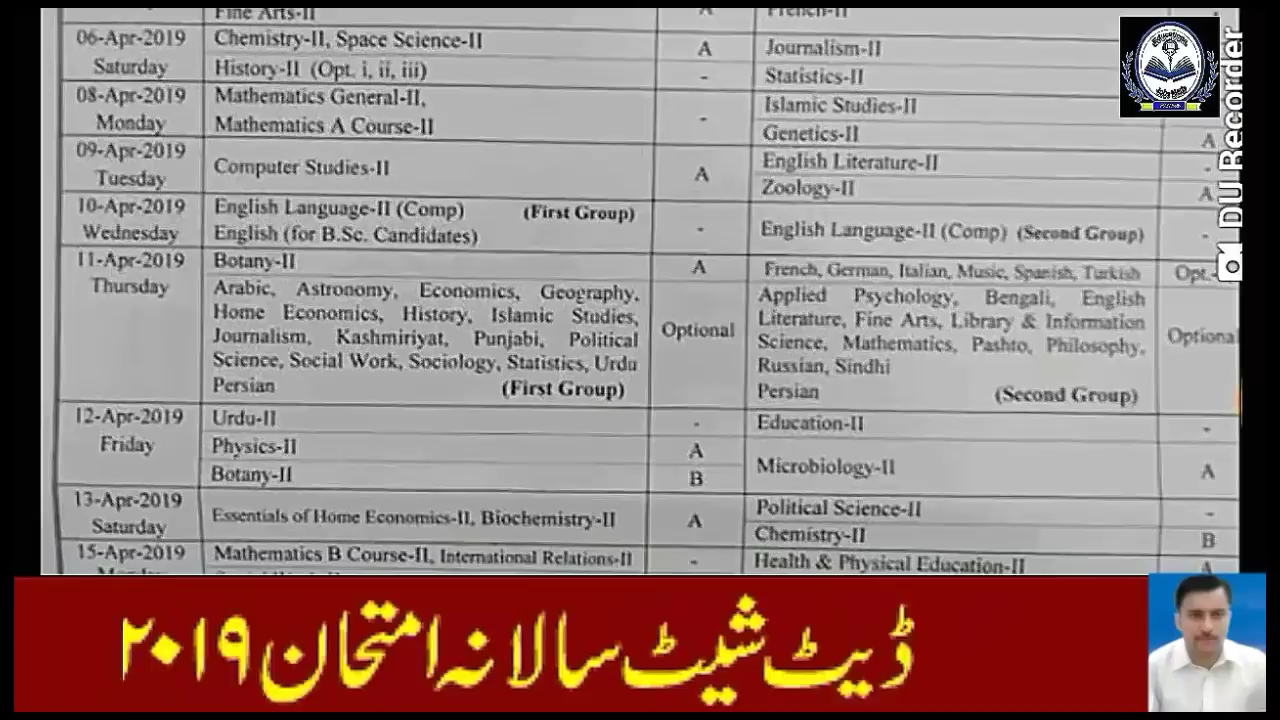 Fine Arts-II A French-II -
06-Apr-2019 Chemistry-II, Space Science-II A Journalism-II
Saturday History-II (Opt. i, ii, iii) - Statistics-II
08-Apr-2019 Mathematics General-II, - Islamic Studies-II
Monday Mathematics A Course-II Genetics-II A
09-Apr-2019 Computer Studies-II A English Literature-II -
Tuesday Zoology-II A
10-Apr-2019 English Language-II (Comp) (First Group) - English Language-II (Comp) (Second Group) -
Wednesday English (for B.Sc. Candidates)
11-Apr-2019 Botany-II A French, German, Italian, Music, Spanish, Turkish Opt.-
Thursday
Arabic, Astronomy, Economics, Geography,
Home Economics, History, Islamic Studies,
Journalism, Kashmiriyat, Punjabi, Political
Science, Social Work, Sociology, Statistics, Urdu
Persian (First Group)
Optional
Applied Psychology, Bengali, English
Literature, Fine Arts, Library & Information
Science, Mathematics, Pashto, Philosophy,
Russian, Sindhi
Persian (Second Group)
Optional
12-Apr-2019 Urdu-II - Education-II -
Friday Physics-II A Microbiology-II A
Botany-II B
13-Apr-2019 Essentials of Home Economics-II, Biochemistry-II A Political Science-II -
Saturday Chemistry-II B
15-Apr-2019 Mathematics B Course-II, International Relations-II - Health & Physical Education-II A
DU Recorder
ڈیٹ شیٹ سالانہ امتحان ۲۰۱۹